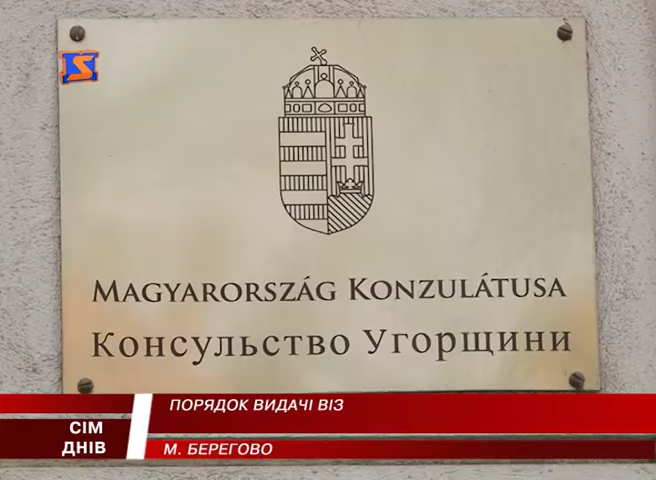 MAGYARORSZÁG KONZULÁTUSA
Консульство Угорщини
ПОРЯДОК ВИДАЧІ ВІЗ
СІМ
ДНІВ
М. БЕРЕГОВО